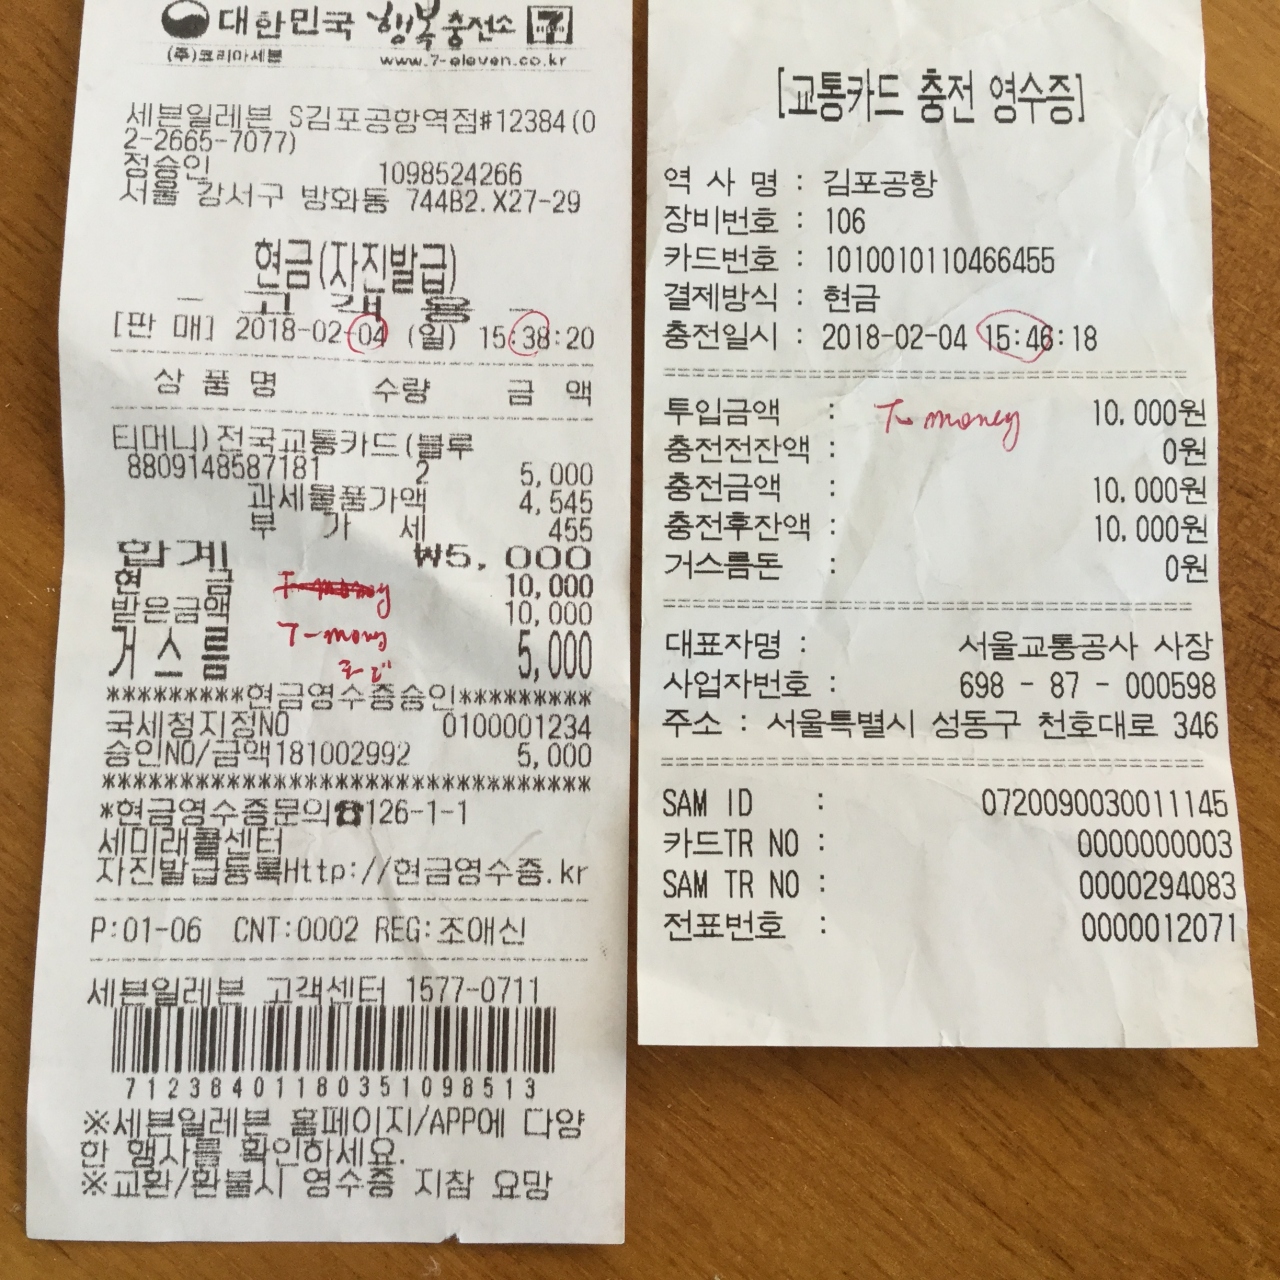 대한민국 행복충전소 7
(주)코리아세븐 www.7-eleven.co.kr
세븐일레븐 S김포공항역점#12384(0
2-2665-7077)
정승인 1098524266
서울 강서구 방화동 744B2.X27-29
현금(자진발급)
고 객 용
[판 매] 2018-02-04 (일) 15:38:20
상 품 명 수량 금 액
티머니)전국교통카드(블루
8809148587181 2 5,000
과세물품가액 4,545
부 가 세 455
합계 ₩5,000
현 금 T-money 10,000
받은금액 10,000
T-money
거스름 5,000
*********현금영수증승인*********
국세청지정NO 0100001234
승인NO/금액181002992 5,000
********************************
*현금영수증문의☎126-1-1
세미래콜센터
자진발급등록Http://현금영수증.kr
P:01-06 CNT:0002 REG:조애신
세븐일레븐 고객센터 1577-0711
7123840118035109851​3
※세븐일레븐 홈페이지/APP에 다양
한 행사를 확인하세요.
※교환/환불시 영수증 지참 요망
[교통카드 충전 영수증]
역 사 명 : 김포공항
장비번호 : 106
카드번호 : 1010010110466455
결제방식 : 현금
충전일시 : 2018-02-04 15:46:18
투입금액 : T-money 10,000원
충전전잔액 : 0원
충전금액 : 10,000원
충전후잔액 : 10,000원
거스름돈 : 0원
대표자명 : 서울교통공사 사장
사업자번호 : 698 - 87 - 000598
주소 : 서울특별시 성동구 천호대로 346
SAM ID : 0720090030011145
카드TR NO : 0000000003
SAM TR NO : 0000294083
전표번호 : 0000012071